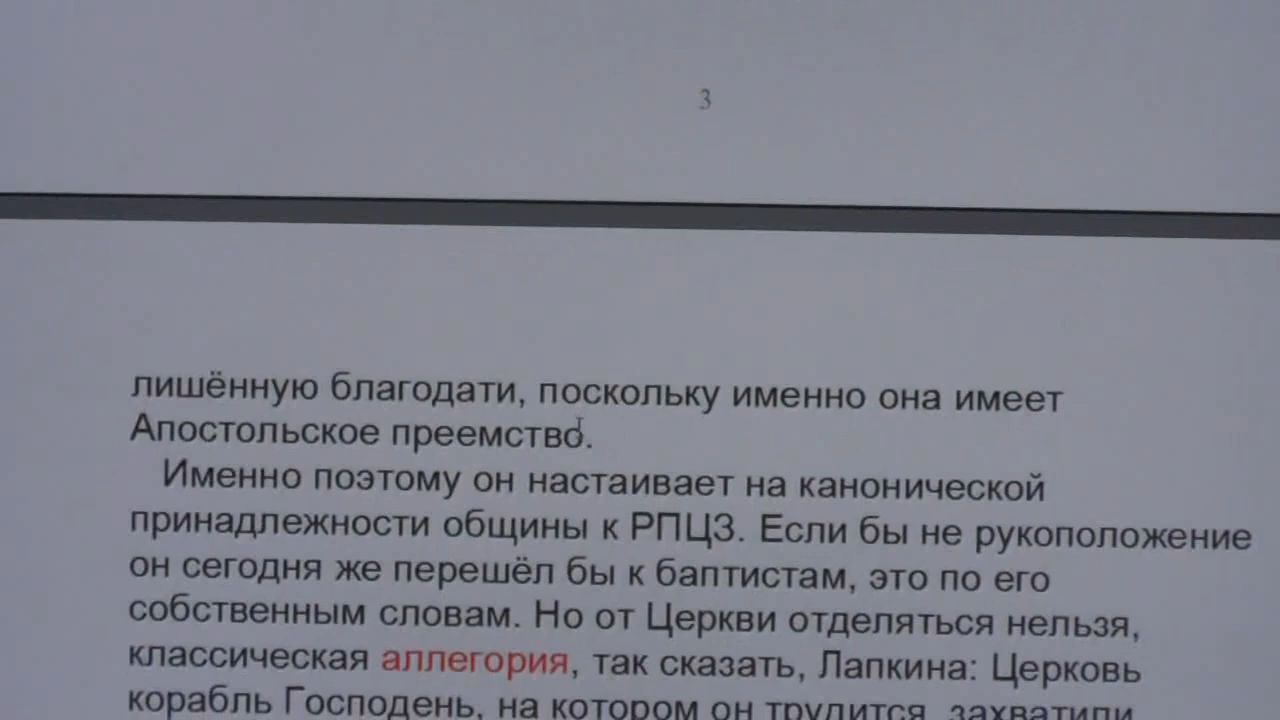 3
лишённую благодати, поскольку именно она имеет
Апостольское преемство.
Именно поэтому он настаивает на канонической
принадлежности общины к РПЦЗ. Если бы не рукоположение
он сегодня же перешёл бы к баптистам, это по его
собственным словам. Но от Церкви отделяться нельзя,
классическая аллегория, так сказать, Лапкина: Церковь
корабль Господень, на котором он трудится, захватили